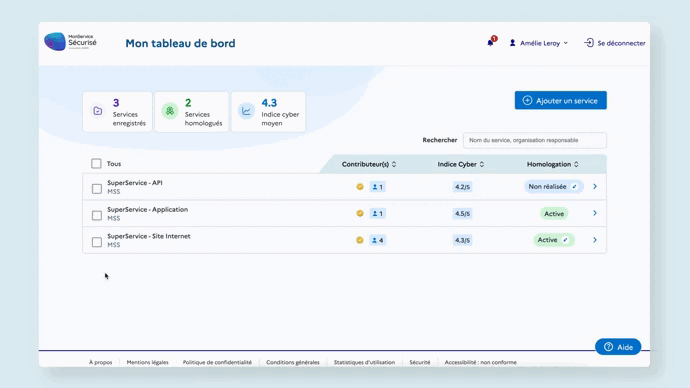 MonService
Sécurisé
Mon tableau de bord
1
Amélie Leroy
Se déconnecter
3
Services
enregistrés
2
Services
homologués
4.3
Indice cyber
moyen
Ajouter un service
Rechercher
Nom du service, organisation responsable
Tous
Contributeur(s)
Indice Cyber
Homologation
SuperService - API
MSS
1
4.2/5
Non réalisée
SuperService - Application
MSS
1
4.5/5
Active
SuperService - Site Internet
MSS
4
4.3/5
Active
Aide
À propos
Mentions légales
Politique de confidentialité
Conditions générales
Statistiques d'utilisation
Sécurité
Accessibilité : non conforme